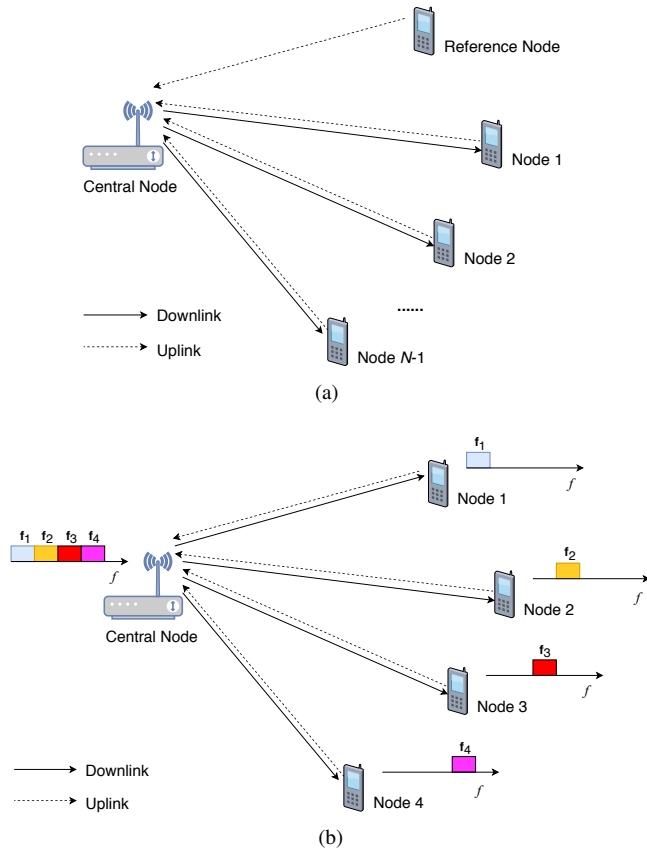 Reference Node
Node 1
Central Node
Node 2
......
Downlink
Uplink
Node N-1
(a)
f1
f
Node 1
f1 f2 f3 f4
f
f2
f
Node 2
Central Node
f3
f
Node 3
f4
f
Downlink
Node 4
Uplink
(b)